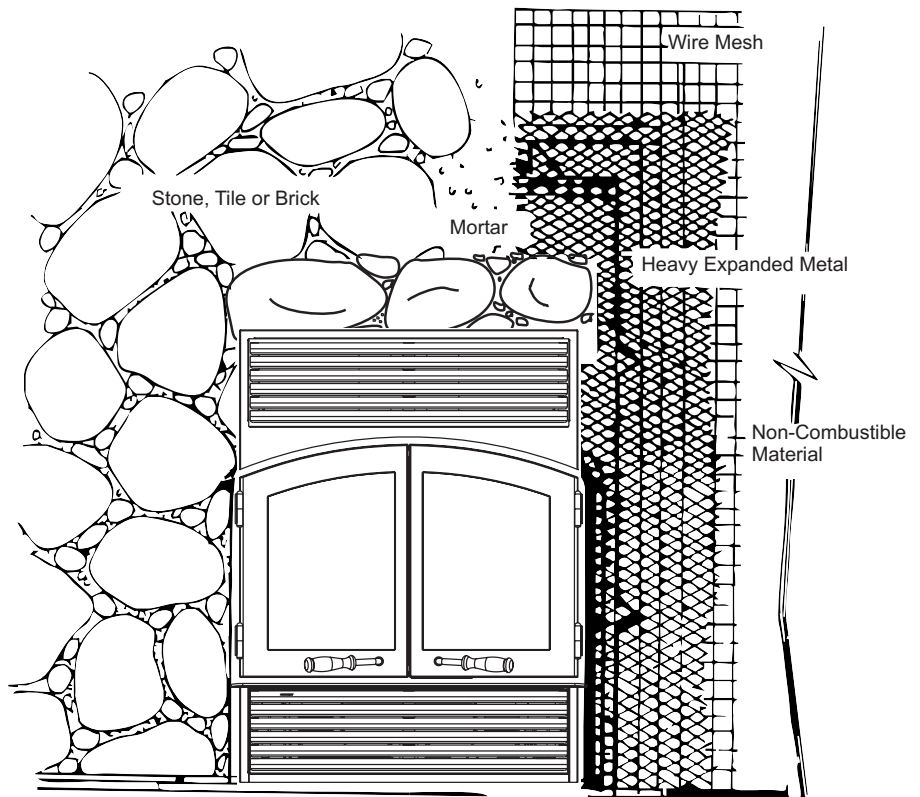 Wire Mesh
Stone, Tile or Brick
Mortar
Heavy Expanded Metal
Non-Combustible
Material